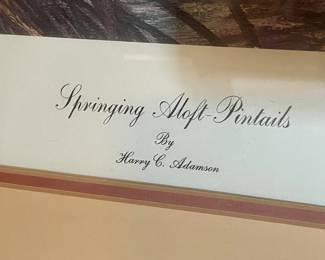 Springing Aloft-Pintails
By
Harry C. Adamson